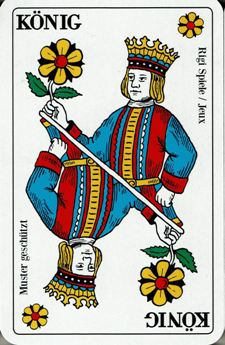 KÖNIG
Rigi Spiele / Jeux
Muster geschützt
KÖNIG